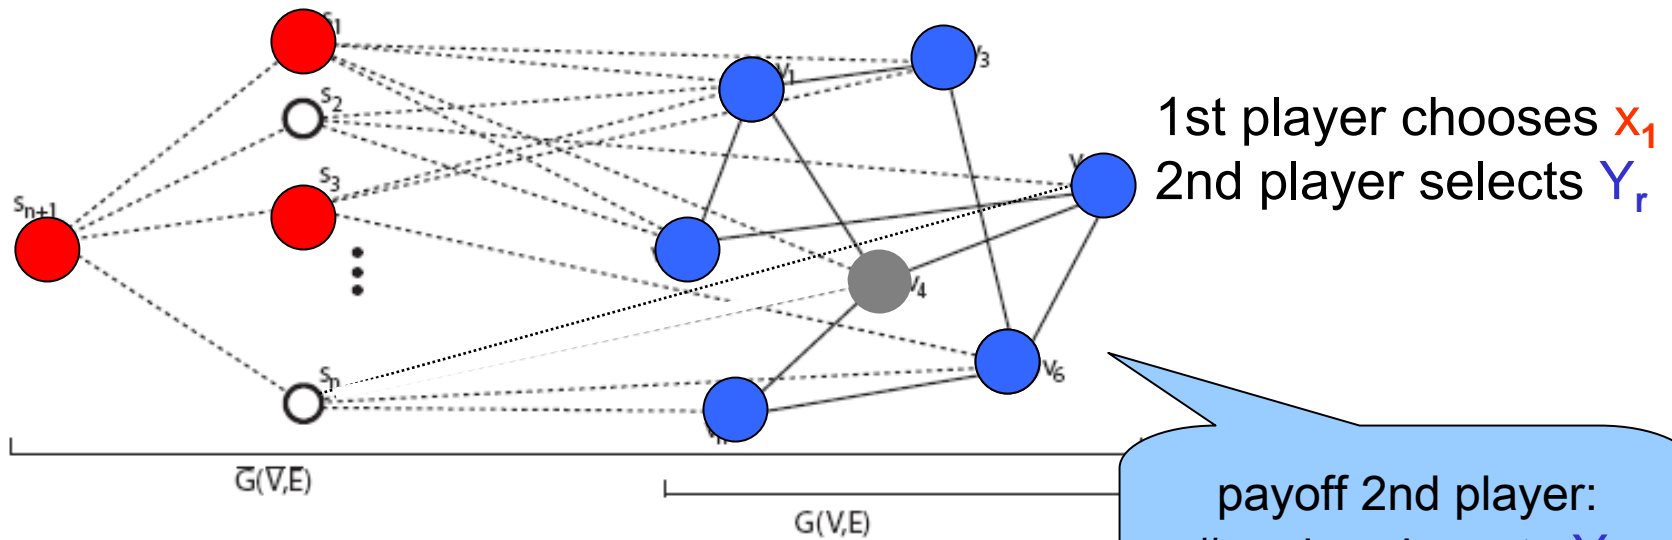 s1
v3
v1
s2
1st player chooses x1
s3
2nd player selects Yr
sn+1
v4
sn
v6
G̅(V̅,E̅)
payoff 2nd player:
G(V,E)